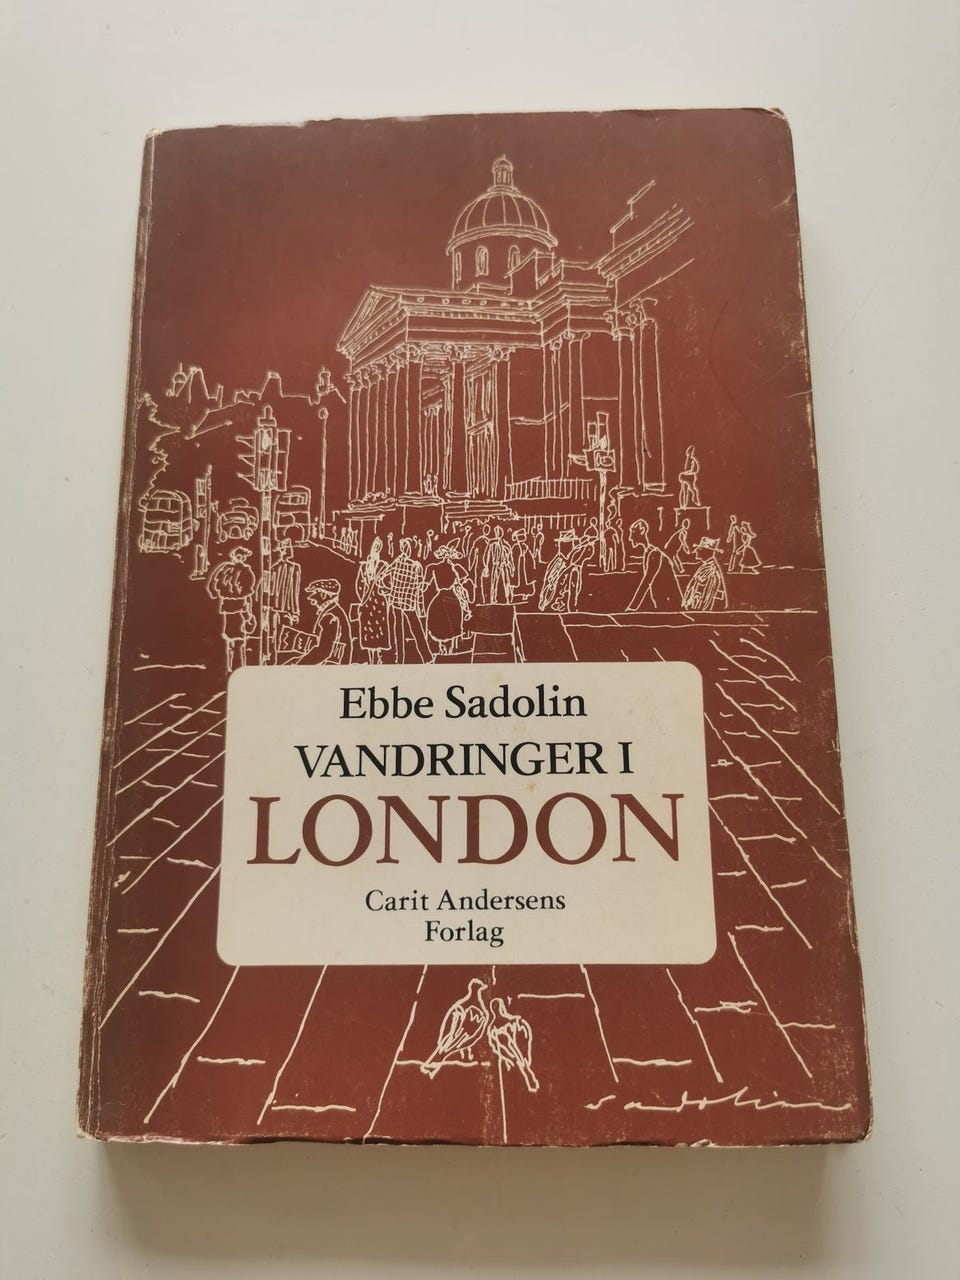 Ebbe Sadolin
VANDRINGER I
LONDON
Carit Andersens
Forlag
sadolin